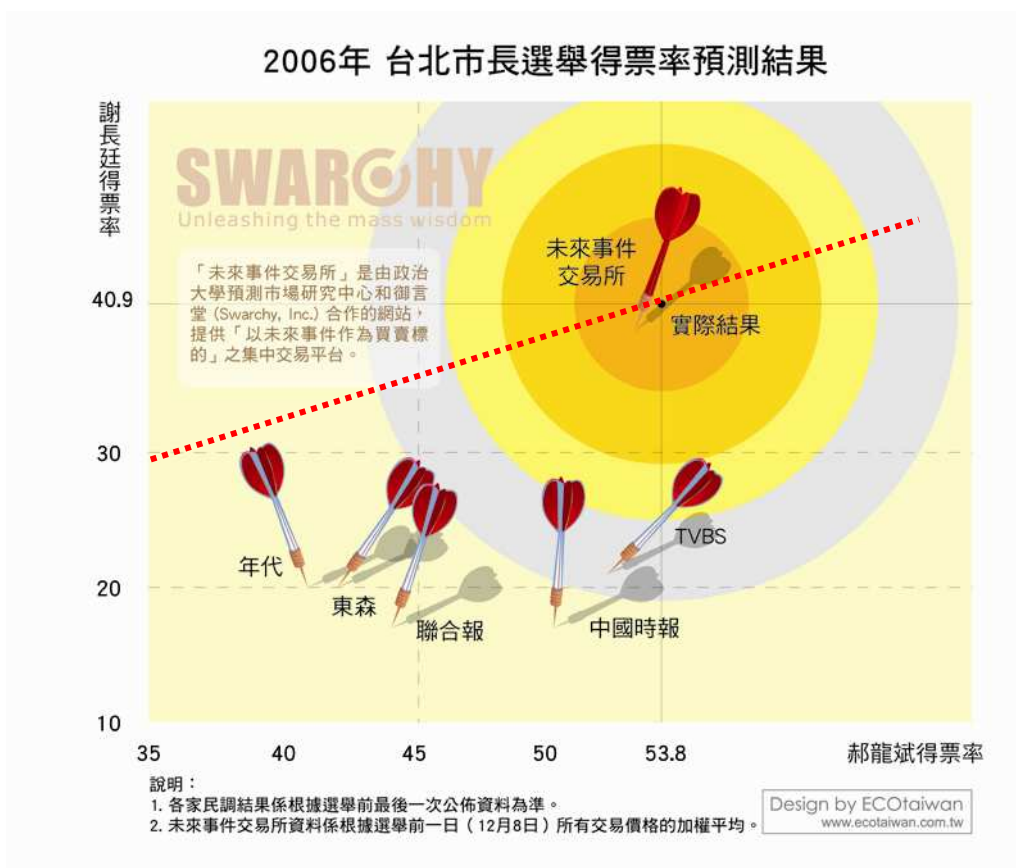 2006年 台北市長選舉得票率預測結果
謝長廷得票率
SWARCHY
Unleashing the mass wisdom
「未來事件交易所」是由政治
大學預測市場研究中心和御言
堂 (Swarchy, Inc.) 合作的網站，
提供「以未來事件作為買賣標
的」之集中交易平台。
未來事件
交易所
40.9
實際結果
30
TVBS
年代
20
東森
聯合報
中國時報
10
35
40
45
50
53.8
郝龍斌得票率
說明：
1. 各家民調結果係根據選舉前最後一次公佈資料為準。
2. 未來事件交易所資料係根據選舉前一日（12月8日）所有交易價格的加權平均。
Design by ECOtaiwan
www.ecotaiwan.com.tw